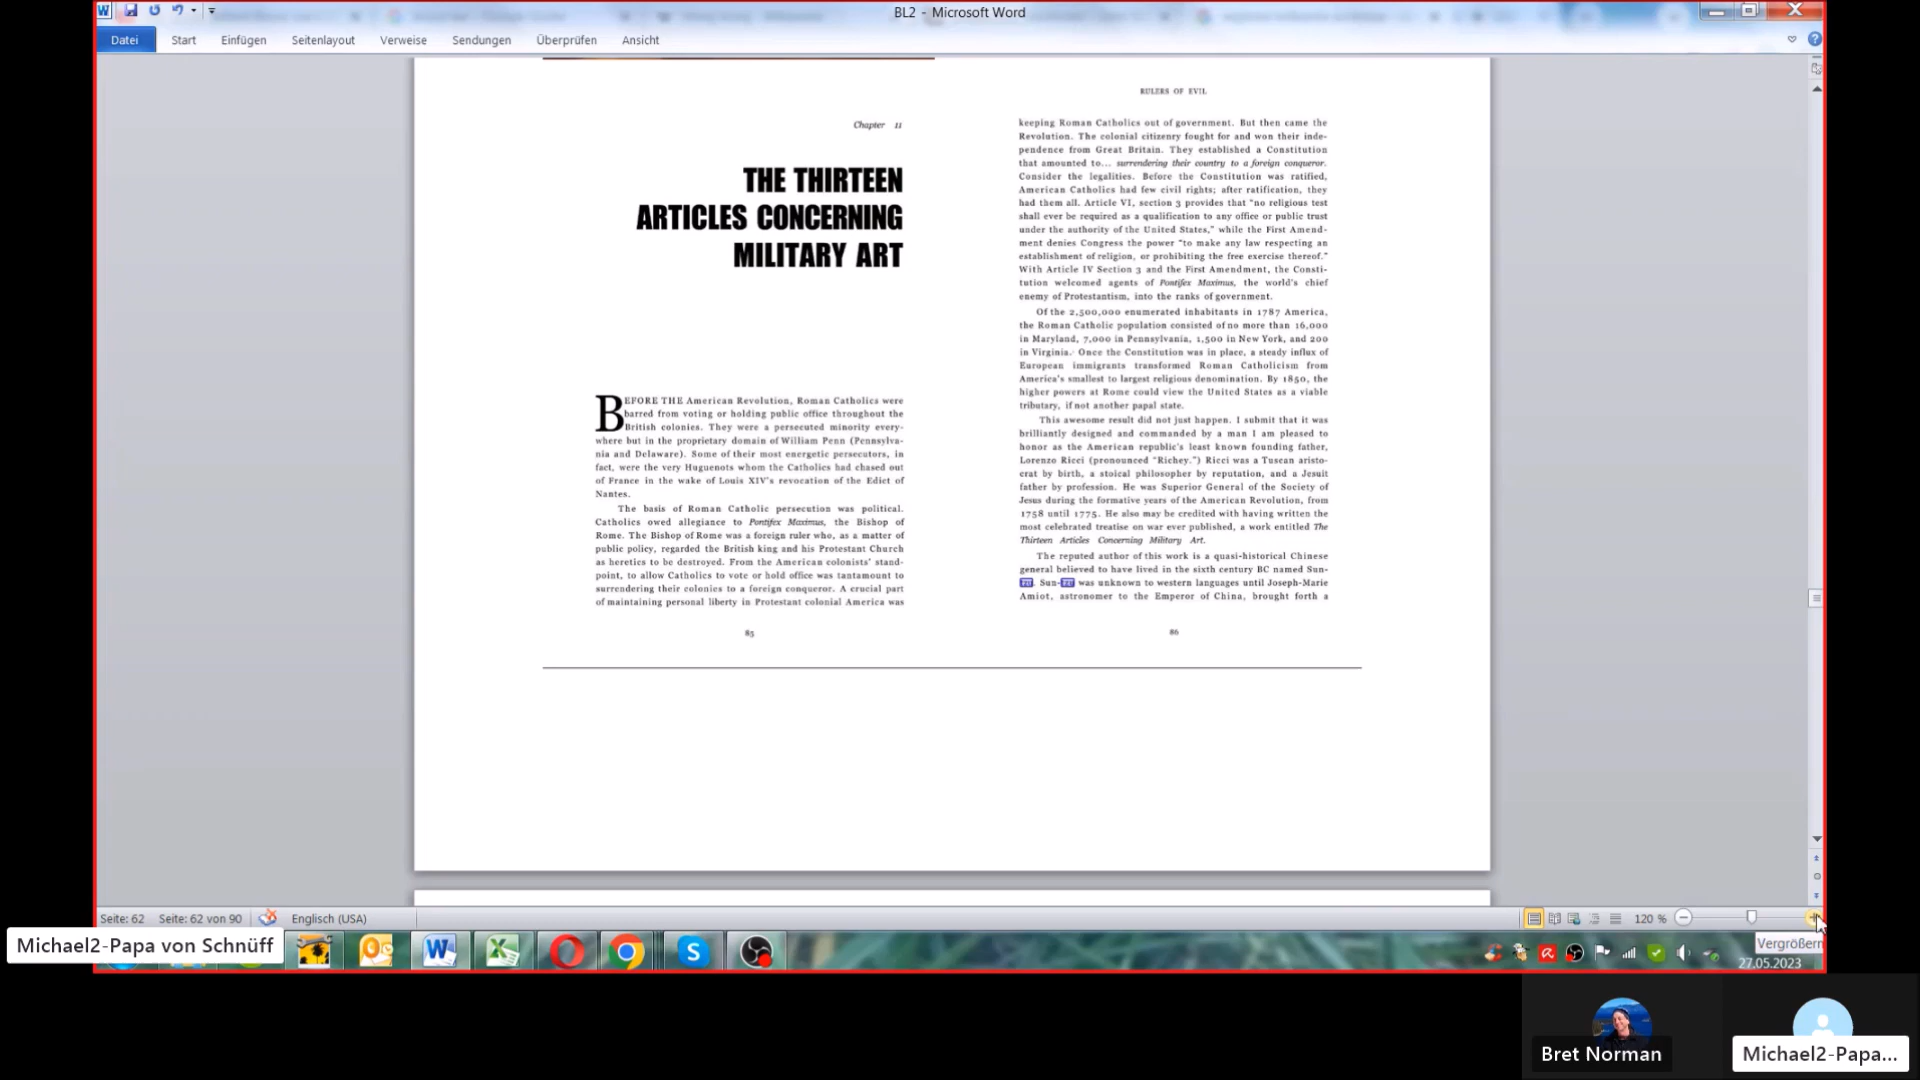 BL2 - Microsoft Word
Datei Start Einfügen Seitenlayout Verweise Sendungen Überprüfen Ansicht
Chapter 11
THE THIRTEEN
ARTICLES CONCERNING
MILITARY ART
BEFORE THE American Revolution, Roman Catholics were
barred from voting or holding public office throughout the
British colonies. They were a persecuted minority every-
where but in the proprietary domain of William Penn (Pennsylva-
nia and Delaware). Some of their most energetic persecutors, in
fact, were the very Huguenots whom the Catholics had chased out
of France in the wake of Louis XIV's revocation of the Edict of
Nantes.
The basis of Roman Catholic persecution was political.
Catholics owed allegiance to Pontifex Maximus, the Bishop of
Rome. The Bishop of Rome was a foreign ruler who, as a matter of
public policy, regarded the British king and his Protestant Church
as heretics to be destroyed. From the American colonists' stand-
point, to allow Catholics to vote or hold office was tantamount to
surrendering their colonies to a foreign conqueror. A crucial part
of maintaining personal liberty in Protestant colonial America was
85
RULERS OF EVIL
keeping Roman Catholics out of government. But then came the
Revolution. The colonial citizenry fought for and won their inde-
pendence from Great Britain. They established a Constitution
that amounted to... surrendering their country to a foreign conqueror.
Consider the legalities. Before the Constitution was ratified,
American Catholics had few civil rights; after ratification, they
had them all. Article VI, section 3 provides that "no religious test
shall ever be required as a qualification to any office or public trust
under the authority of the United States," while the First Amend-
ment denies Congress the power "to make any law respecting an
establishment of religion, or prohibiting the free exercise thereof."
With Article IV Section 3 and the First Amendment, the Consti-
tution welcomed agents of Pontifex Maximus, the world's chief
enemy of Protestantism, into the ranks of government.
Of the 2,500,000 enumerated inhabitants in 1787 America,
the Roman Catholic population consisted of no more than 16,000
in Maryland, 7,000 in Pennsylvania, 1,500 in New York, and 200
in Virginia. Once the Constitution was in place, a steady influx of
European immigrants transformed Roman Catholicism from
America's smallest to largest religious denomination. By 1850, the
higher powers at Rome could view the United States as a viable
tributary, if not another papal state.
This awesome result did not just happen. I submit that it was
brilliantly designed and commanded by a man I am pleased to
honor as the American republic's least known founding father,
Lorenzo Ricci (pronounced "Richey.") Ricci was a Tuscan aristo-
crat by birth, a stoical philosopher by reputation, and a Jesuit
father by profession. He was Superior General of the Society of
Jesus during the formative years of the American Revolution, from
1758 until 1775. He also may be credited with having written the
most celebrated treatise on war ever published, a work entitled The
Thirteen Articles Concerning Military Art.
The reputed author of this work is a quasi-historical Chinese
general believed to have lived in the sixth century BC named Sun-
. Sun- was unknown to western languages until Joseph-Marie
Amiot, astronomer to the Emperor of China, brought forth a
86
Seite: 62 Seite: 62 von 90 Englisch (USA) 120 %
Vergrößern
27.05.2023
Michael2-Papa von Schnüff
Bret Norman
Michael2-Papa...